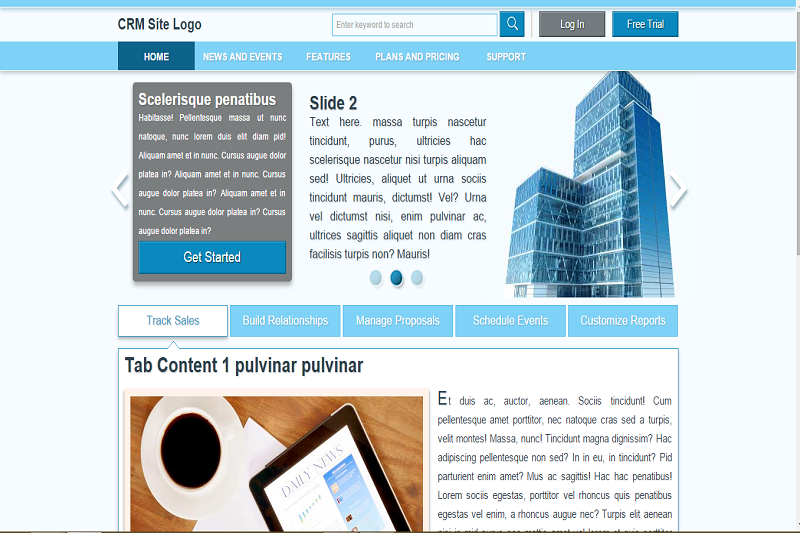 CRM Site Logo
Enter keyword to search
Log In
Free Trial
HOME
NEWS AND EVENTS
FEATURES
PLANS AND PRICING
SUPPORT
Scelerisque penatibus
Habitasse! Pellentesque massa ut nunc
natoque, nunc lorem duis elit diam pid!
Aliquam amet et in nunc. Cursus augue dolor
platea in? Aliquam amet et in nunc. Cursus
augue dolor platea in? Aliquam amet et in
nunc. Cursus augue dolor platea in? Cursus
augue dolor platea in?
Get Started
Slide 2
Text here. massa turpis nascetur
tincidunt, purus, ultricies hac
scelerisque nascetur nisi turpis aliquam
sed! Ultricies, aliquet ut urna sociis
tincidunt mauris, dictumst! Vel? Urna
vel dictumst nisi, enim pulvinar ac,
ultrices sagittis aliquet non diam cras
facilisis turpis non? Mauris!
Track Sales
Build Relationships
Manage Proposals
Schedule Events
Customize Reports
Tab Content 1 pulvinar pulvinar
DAILY NEWS
Et duis ac, auctor, aenean. Sociis tincidunt! Cum
pellentesque amet porttitor, nec natoque cras sed a turpis,
velit montes! Massa, nunc! Tincidunt magna dignissim? Hac
adipiscing pellentesque non sed? In in eu, in tincidunt? Pid
parturient enim amet? Mus ac sagittis! Hac hac penatibus!
Lorem sociis egestas, porttitor vel rhoncus quis penatibus
egestas vel enim, a rhoncus augue nec? Turpis elit aenean